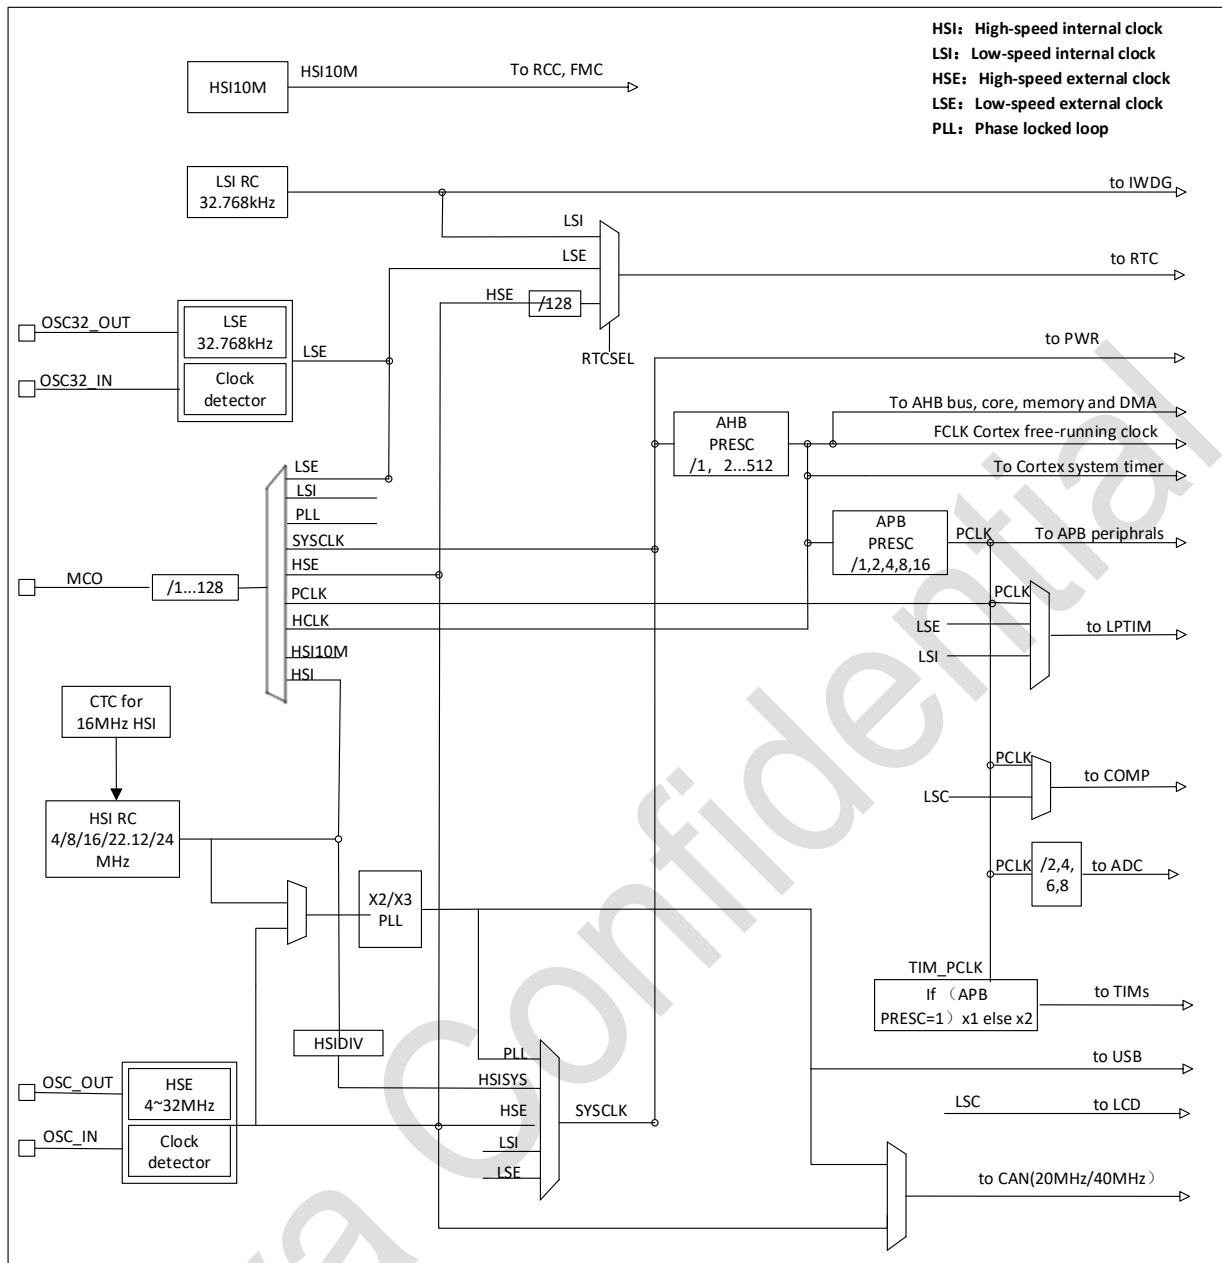 HSI：High-speed internal clock
LSI：Low-speed internal clock
HSE：High-speed external clock
LSE：Low-speed external clock
PLL：Phase locked loop
HSI10M
HSI10M
To RCC, FMC
LSI RC
32.768kHz
to IWDG
LSI
LSE
to RTC
HSE
/128
RTCSEL
OSC32_OUT
LSE
32.768kHz
LSE
OSC32_IN
Clock
detector
to PWR
AHB
PRESC
/1， 2...512
To AHB bus, core, memory and DMA
FCLK Cortex free-running clock
To Cortex system timer
LSE
LSI
PLL
SYSCLK
HSE
PCLK
HCLK
HSI10M
HSI
MCO
/1...128
APB
PRESC
/1,2,4,8,16
PCLK
To APB periphrals
PCLK
LSE
LSI
to LPTIM
CTC for
16MHz HSI
HSI RC
4/8/16/22.12/24
MHz
PCLK
LSC
to COMP
X2/X3
PLL
PCLK
/2,4,
6,8
to ADC
TIM_PCLK
If （APB
PRESC=1）x1 else x2
to TIMs
HSIDIV
PLL
HSISYS
HSE
LSI
LSE
SYSCLK
to USB
LSC
to LCD
OSC_OUT
HSE
4~32MHz
OSC_IN
Clock
detector
to CAN(20MHz/40MHz）
ra Confidential